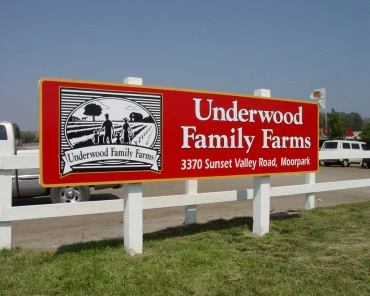 Underwood Family Farms
Underwood
Family Farms
3370 Sunset Valley Road, Moorpark